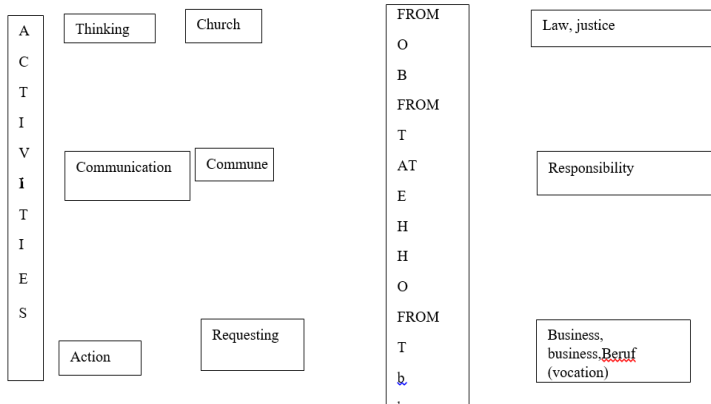 A
C
T
I
V
i
T
I
E
S
Thinking
Church
Communication
Commune
Action
Requesting
FROM
O
B
FROM
T
AT
E
H
H
O
FROM
T
b
Law, justice
Responsibility
Business,
business,Beruf
(vocation)